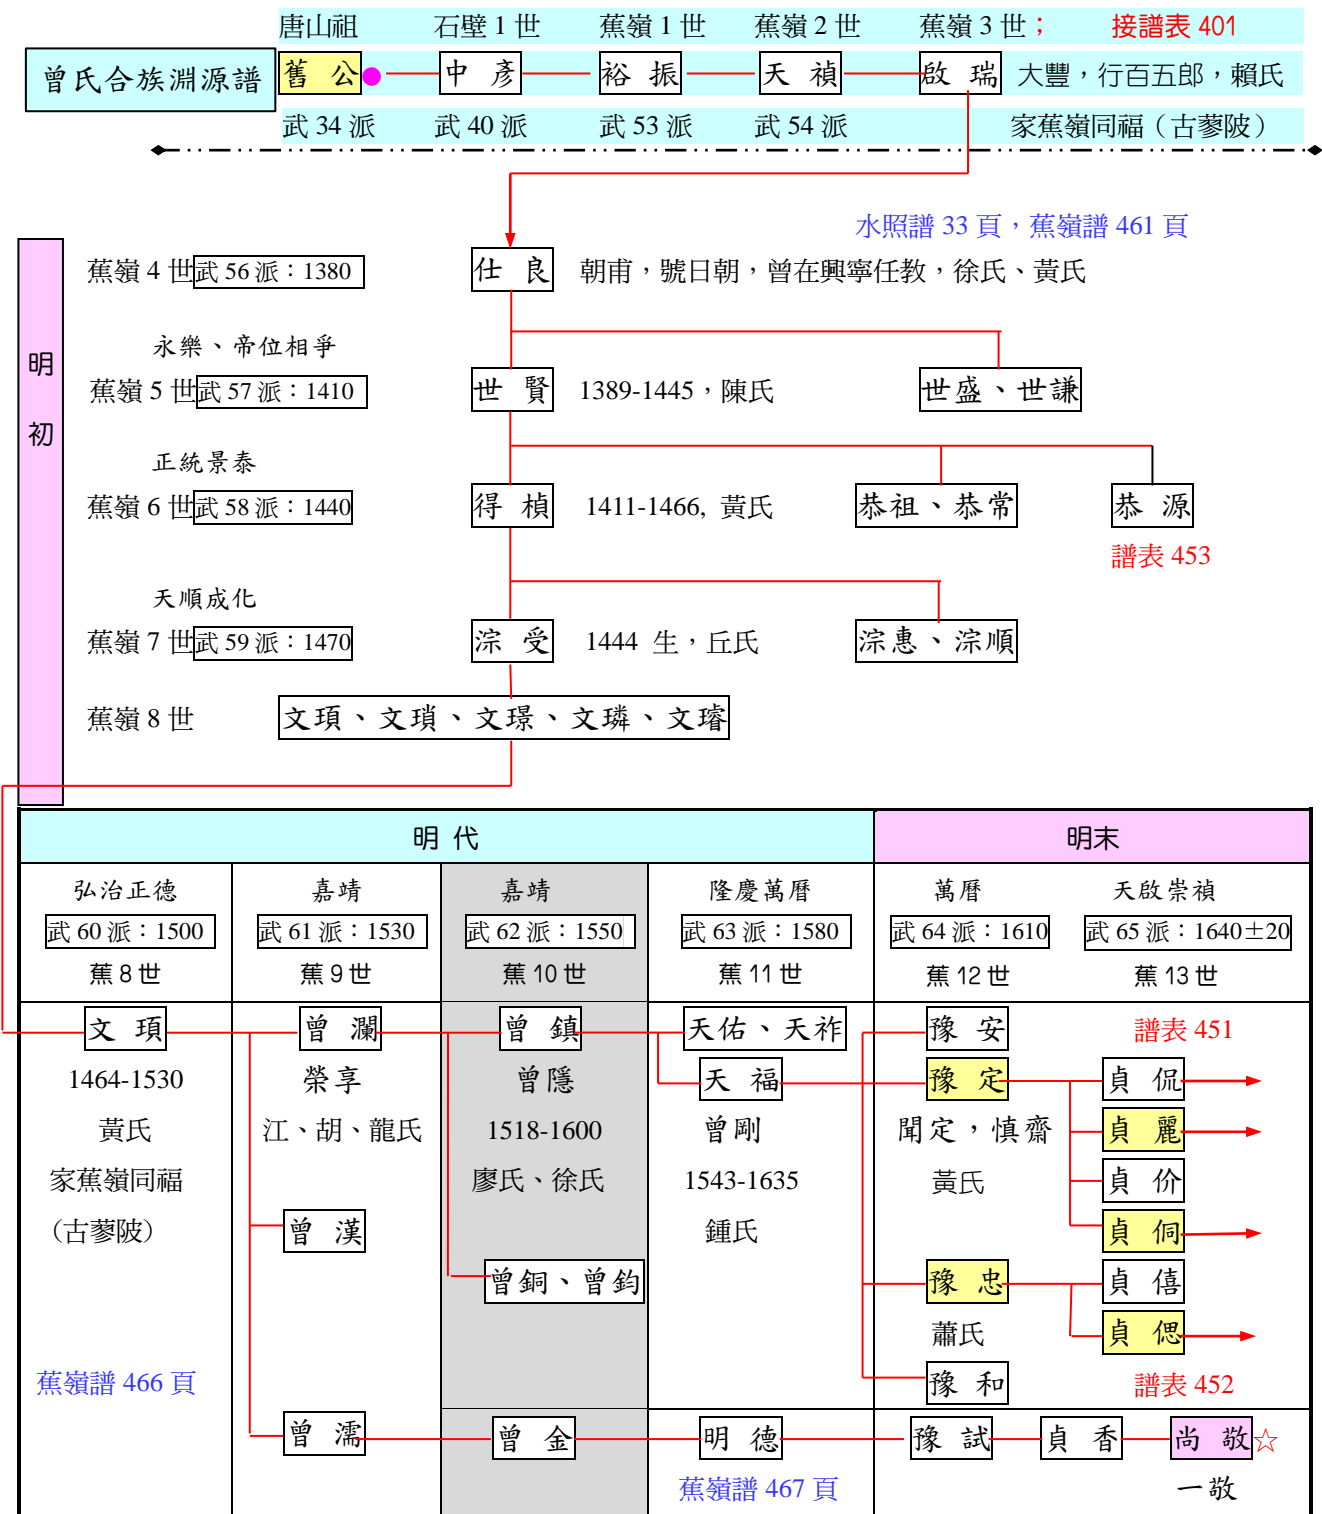 唐山祖 石壁 1 世 蕉嶺 1 世 蕉嶺 2 世 蕉嶺 3 世； 接譜表 401
曾氏合族淵源譜 舊 公 中 彥 裕 振 天 禎 啟 瑞 大豐，行百五郎，賴氏
武 34 派 武 40 派 武 53 派 武 54 派 家蕉嶺同福（古蓼陂）
水照譜 33 頁，蕉嶺譜 461 頁
明初
蕉嶺 4 世 武 56 派：1380 仕 良 朝甫，號日朝，曾在興寧任教，徐氏、黃氏
永樂、帝位相爭
蕉嶺 5 世 武 57 派：1410 世 賢 1389-1445，陳氏 世盛、世謙
正統景泰
蕉嶺 6 世 武 58 派：1440 得 楨 1411-1466, 黃氏 恭祖、恭常 恭 源
譜表 453
天順成化
蕉嶺 7 世 武 59 派：1470 淙 受 1444 生，丘氏 淙惠、淙順
蕉嶺 8 世 文頊、文瑣、文璟、文璘、文璿
明 代 明末
弘治正德 嘉靖 嘉靖 隆慶萬曆 萬曆 天啟崇禎
武 60 派：1500 武 61 派：1530 武 62 派：1550 武 63 派：1580 武 64 派：1610 武 65 派：1640±20
蕉 8 世 蕉 9 世 蕉 10 世 蕉 11 世 蕉 12 世 蕉 13 世
文 頊 曾 瀾 曾 鎮 天佑、天祚 豫 安 譜表 451
1464-1530 榮享 曾隱 天 福 豫 定 貞 侃
黃氏 江、胡、龍氏 1518-1600 曾剛 聞定，慎齋 貞 麗
家蕉嶺同福 廖氏、徐氏 1543-1635 黃氏 貞 价
（古蓼陂） 曾 漢 鍾氏 貞 侗
曾銅、曾鈞 豫 忠 貞 僖
蕭氏 貞 偲
蕉嶺譜 466 頁 豫 和 譜表 452
曾 濡 曾 金 明 德 豫 試 貞 香 尚 敬☆
蕉嶺譜 467 頁 一敬